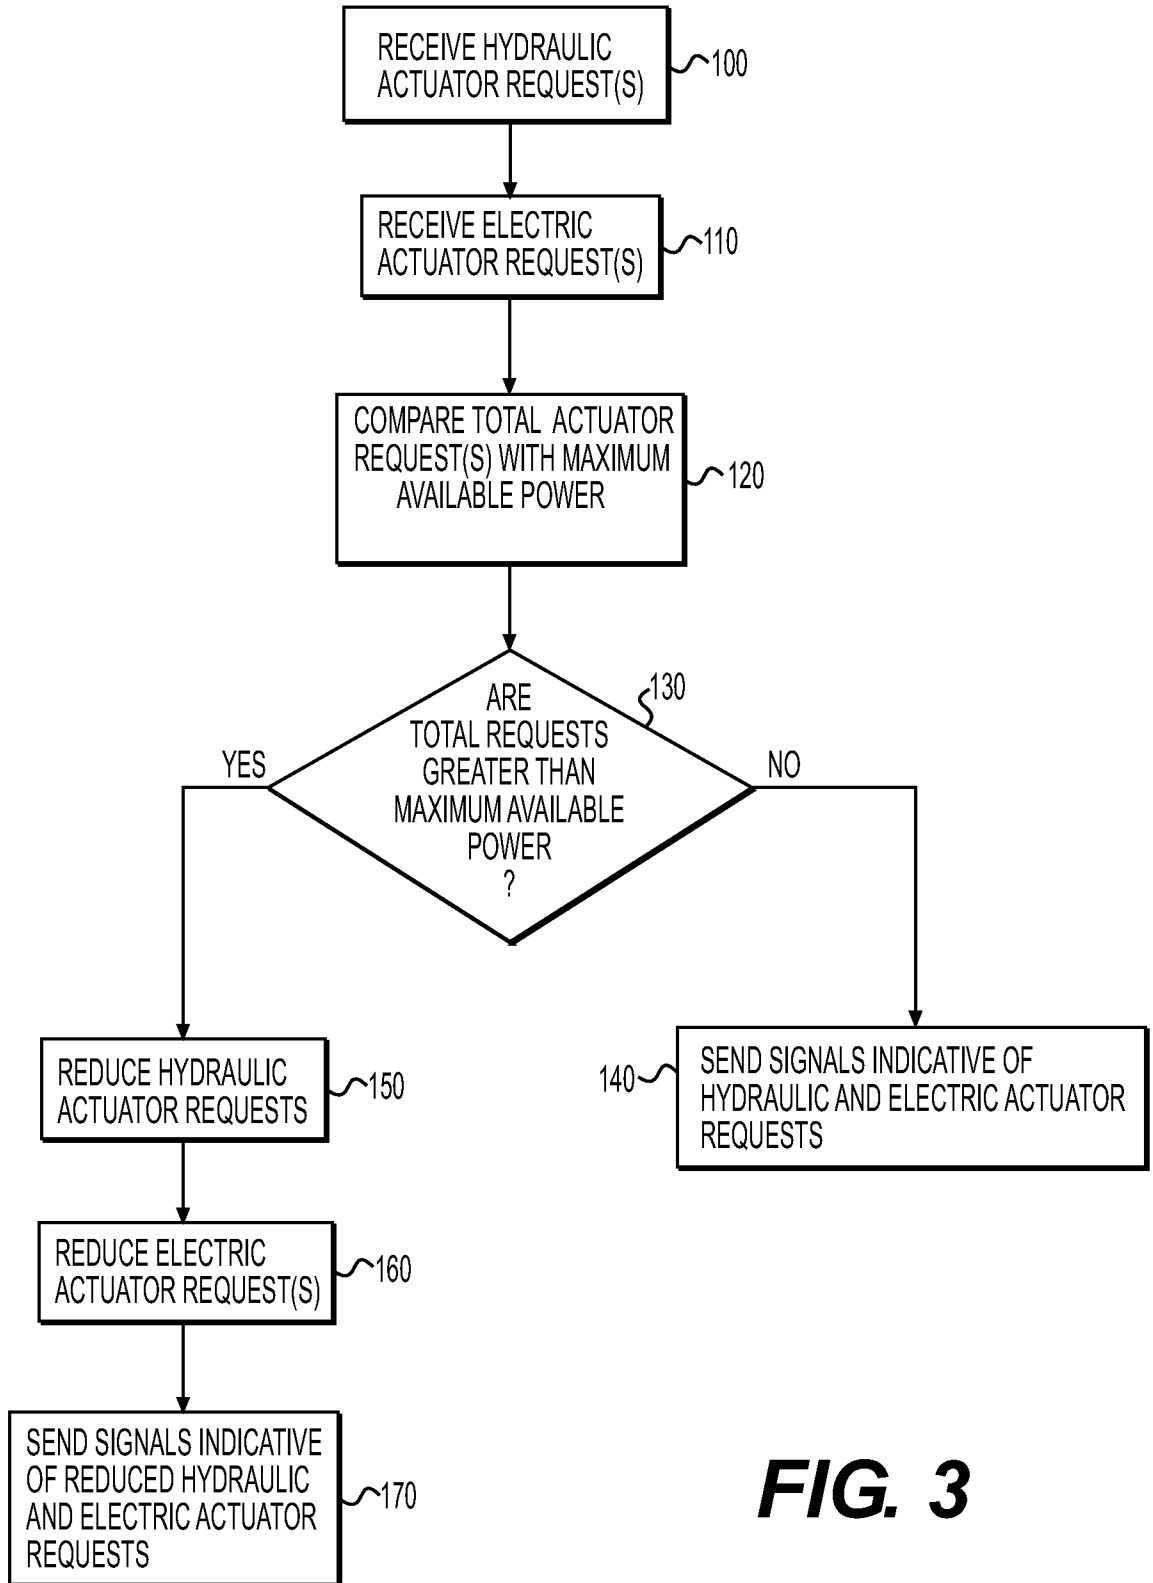 RECEIVE HYDRAULIC
ACTUATOR REQUEST(S)
100
RECEIVE ELECTRIC
ACTUATOR REQUEST(S)
110
COMPARE TOTAL ACTUATOR
REQUEST(S) WITH MAXIMUM
AVAILABLE POWER
120
130
ARE
TOTAL REQUESTS
GREATER THAN
MAXIMUM AVAILABLE
POWER
?
YES
NO
REDUCE HYDRAULIC
ACTUATOR REQUESTS
150
140
SEND SIGNALS INDICATIVE OF
HYDRAULIC AND ELECTRIC ACTUATOR
REQUESTS
REDUCE ELECTRIC
ACTUATOR REQUEST(S)
160
SEND SIGNALS INDICATIVE
OF REDUCED HYDRAULIC
AND ELECTRIC ACTUATOR
REQUESTS
170
FIG. 3